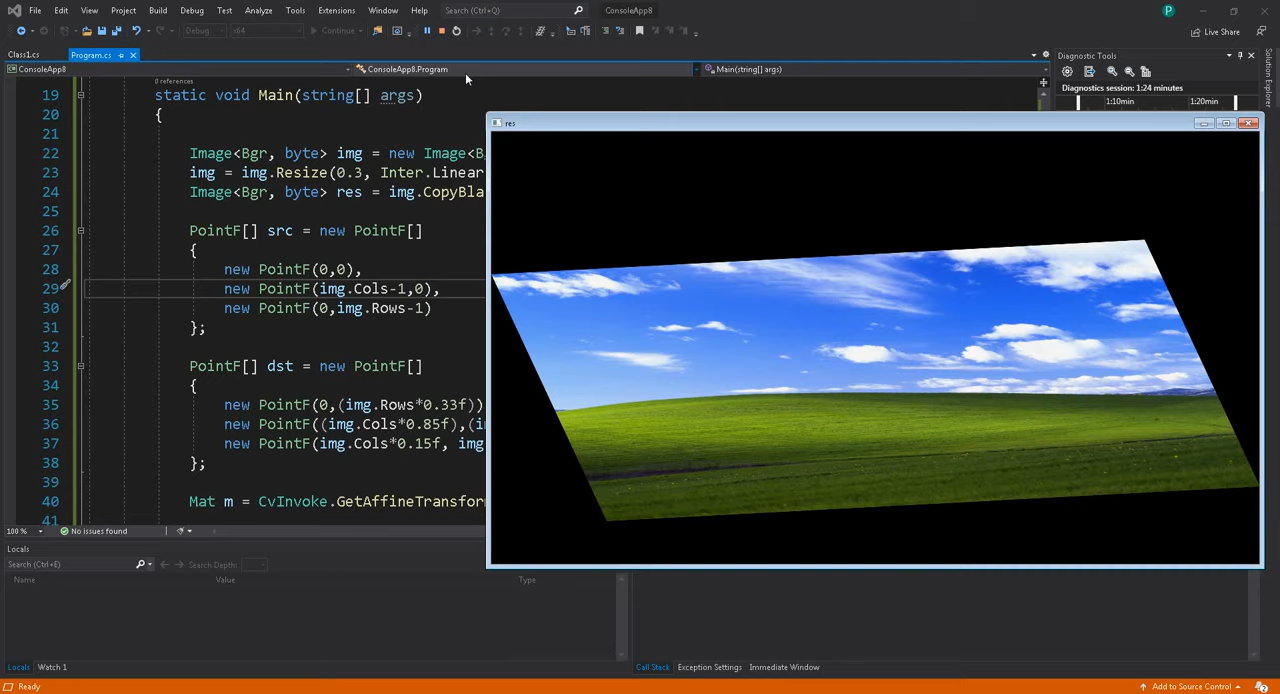 File Edit View Project Build Debug Test Analyze Tools Extensions Window Help Search (Ctrl+Q) ConsoleApp8 P
Debug x64 Continue Live Share
Class1.cs Program.cs
ConsoleApp8 ConsoleApp8.Program Main(string[] args)
Diagnostic Tools
Diagnostics session: 1:24 minutes
1:10min 1:20min
Solution Explorer
0 references
19 static void Main(string[] args)
20 {
21
22 Image<Bgr, byte> img = new Image<B
23 img = img.Resize(0.3, Inter.Linear
24 Image<Bgr, byte> res = img.CopyBla
25
26 PointF[] src = new PointF[]
27 {
28 new PointF(0,0),
29 new PointF(img.Cols-1,0),
30 new PointF(0,img.Rows-1)
31 };
32
33 PointF[] dst = new PointF[]
34 {
35 new PointF(0,(img.Rows*0.33f))
36 new PointF((img.Cols*0.85f),(i
37 new PointF(img.Cols*0.15f, img
38 };
39
40 Mat m = CvInvoke.GetAffineTransfor
41
res
100 % No issues found
Locals
Search (Ctrl+E) Search Depth:
Name Value Type
Locals Watch 1
Call Stack Exception Settings Immediate Window
Ready Add to Source Control